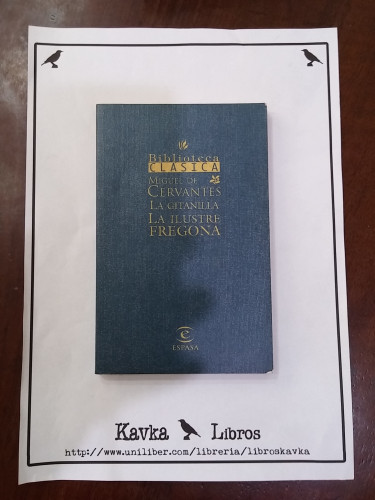 Biblioteca
CLÁSICA
MIGUEL DE
CERVANTES
LA GITANILLA
LA ILUSTRE
FREGONA
e
ESPASA
Kavka Libros
http://www.uniliber.com/libreria/libroskavka